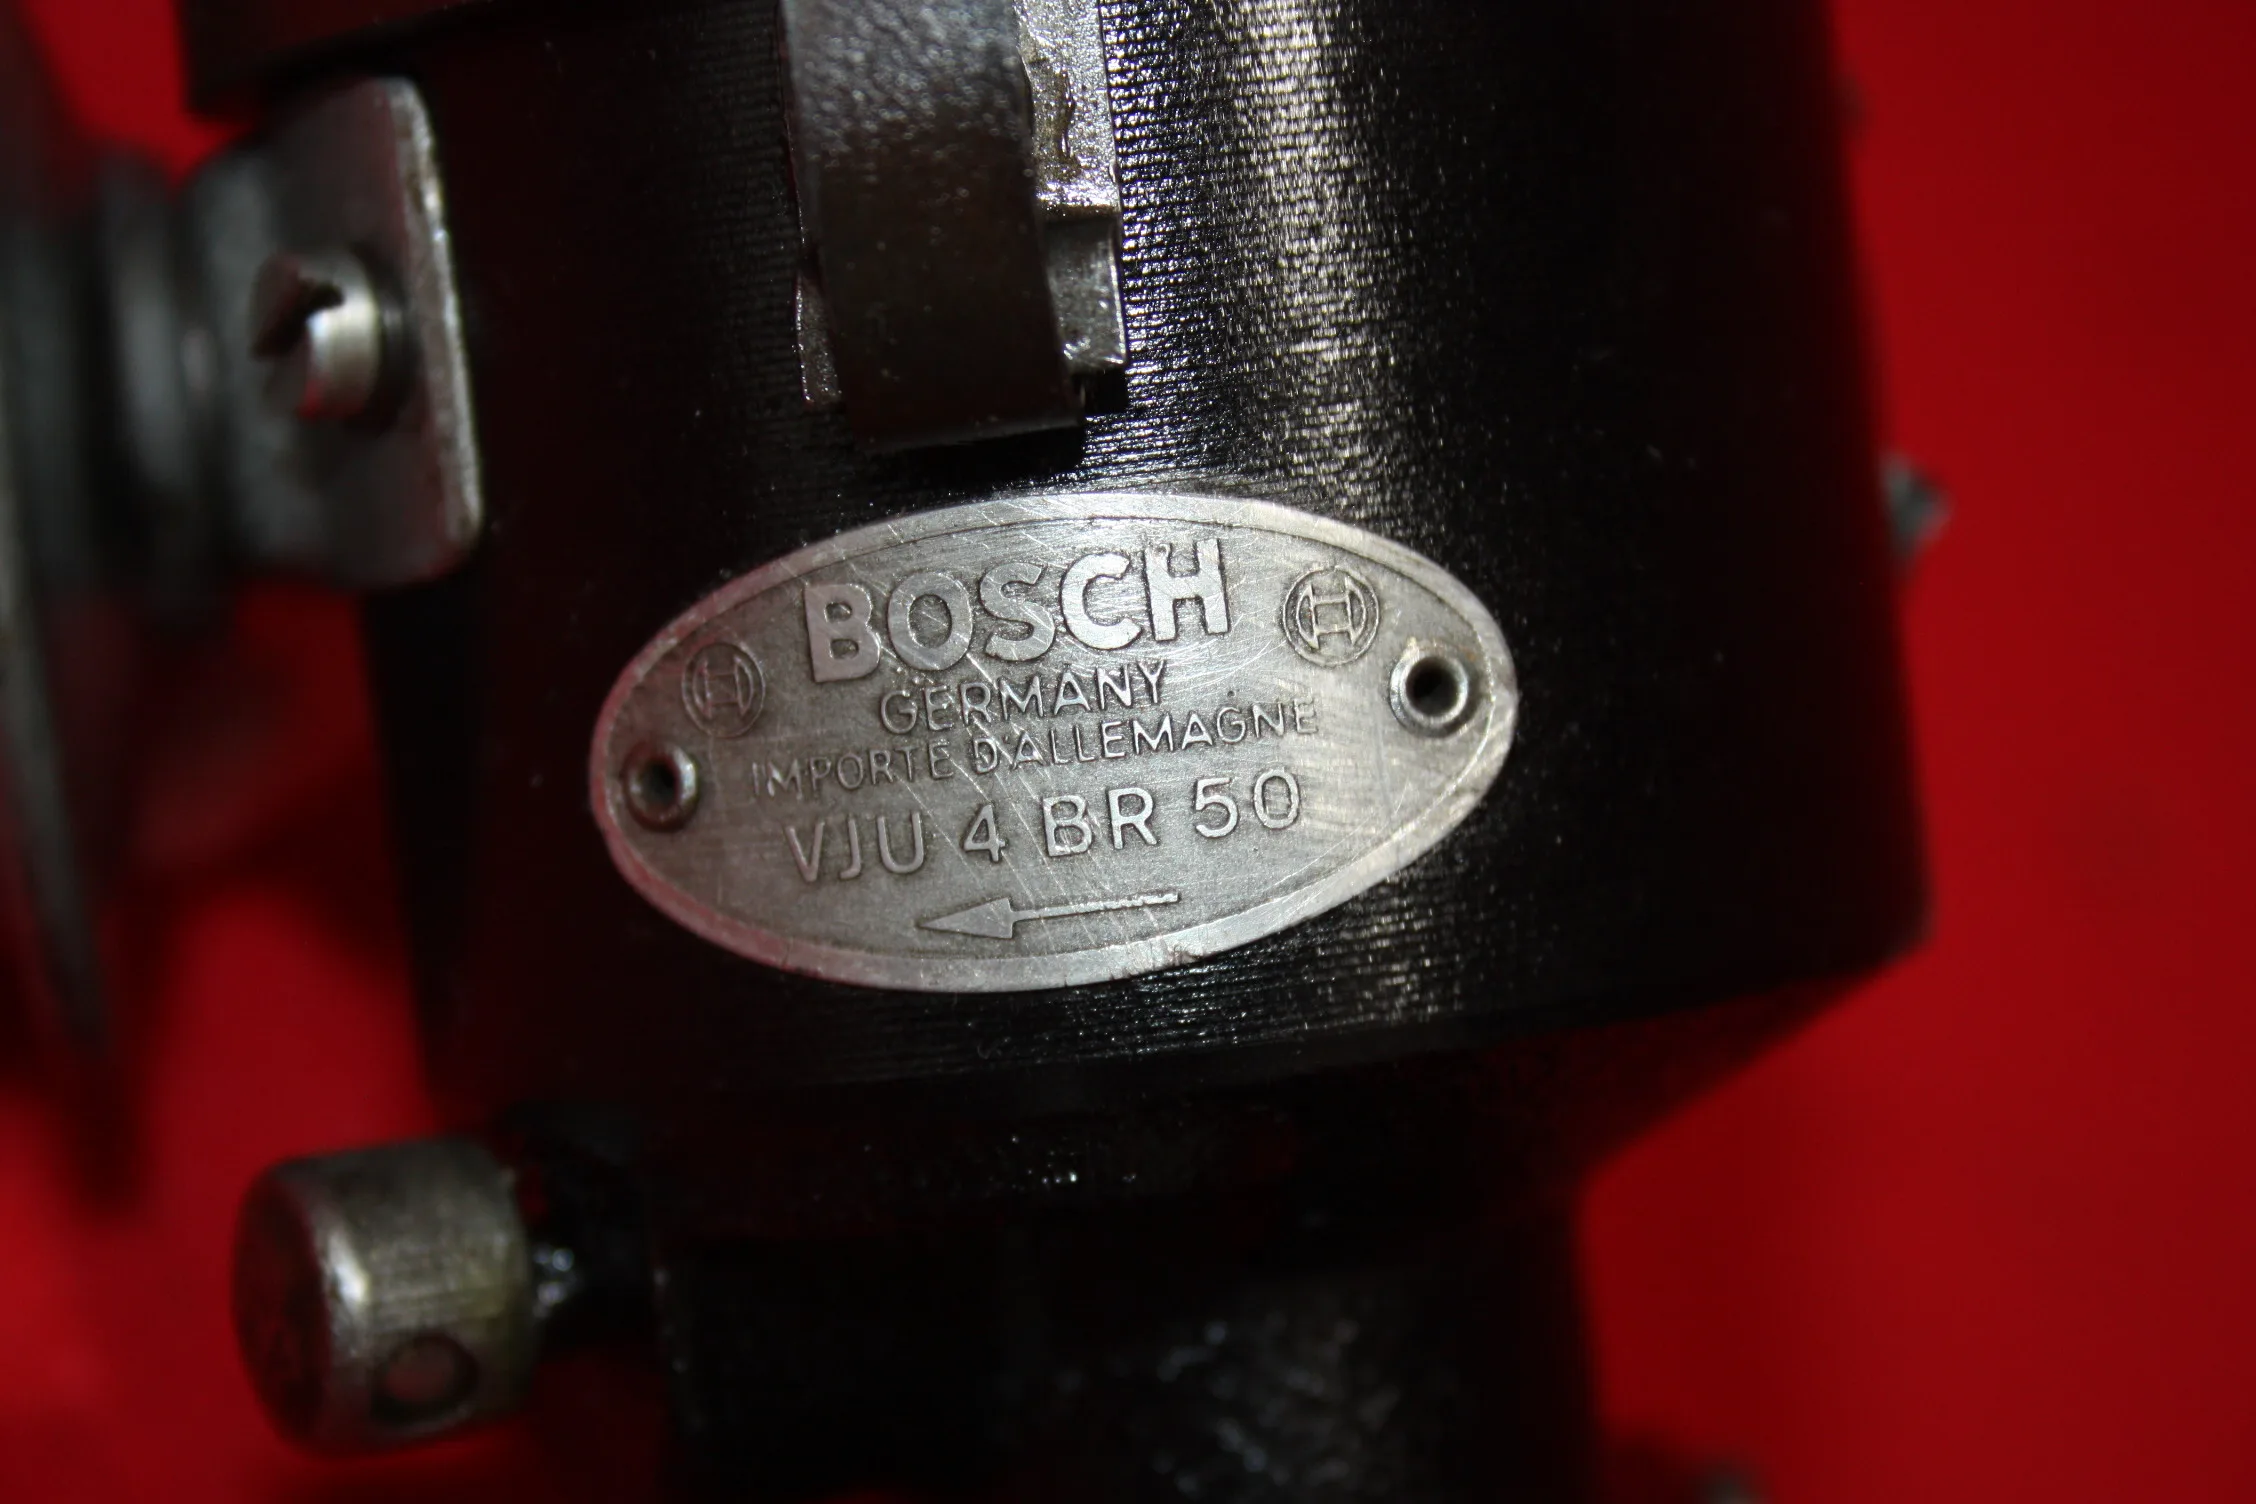 BOSCH
GERMANY
IMPORTE D'ALLEMAGNE
VJU 4 BR 50